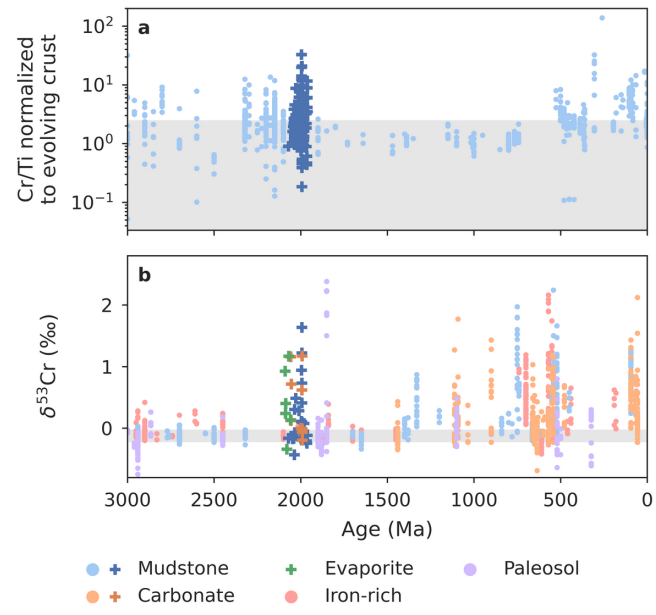 a
Cr/Ti normalized
to evolving crust
10²
10¹
10⁰
10⁻¹
b
δ⁵³Cr (‰)
2
1
0
3000 2500 2000 1500 1000 500 0
Age (Ma)
Mudstone Evaporite Paleosol
Carbonate Iron-rich